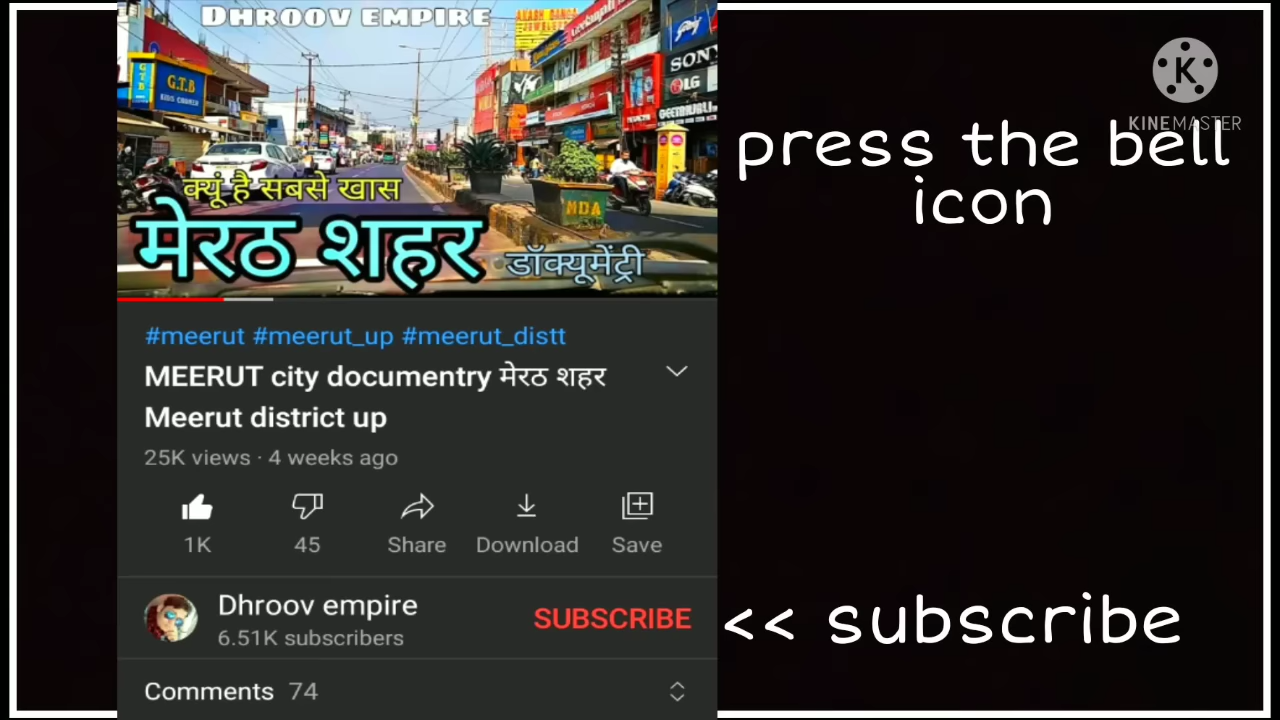 DHROOV EMPIRE
G.T.B
SONY
LG
MDA
क्यूं है सबसे खास
मेरठ शहर
डॉक्यूमेंट्री
#meerut #meerut_up #meerut_distt
MEERUT city documentry मेरठ शहर
Meerut district up
25K views · 4 weeks ago
1K 45 Share Download Save
Dhroov empire
6.51K subscribers
SUBSCRIBE
Comments 74
K
KINEMASTER
press the bell
icon
<< subscribe